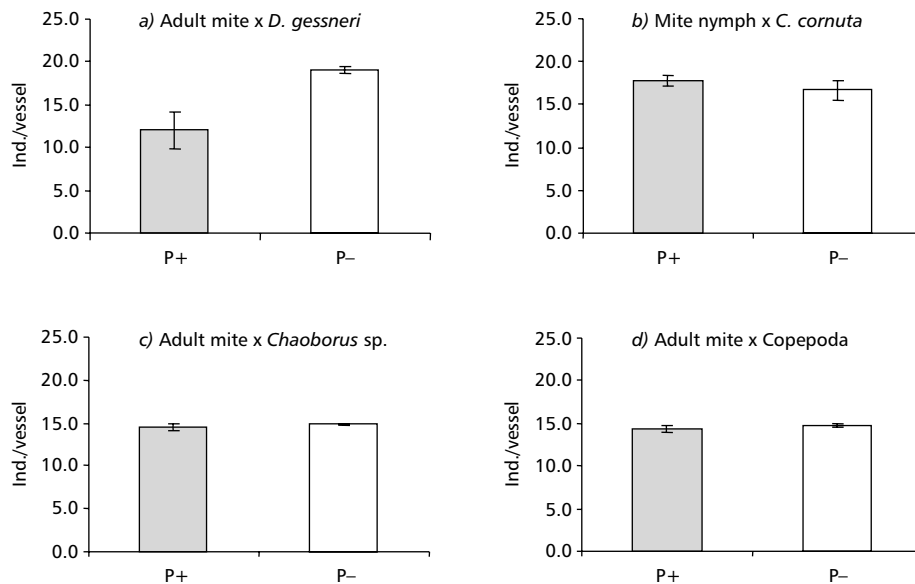 a) Adult mite x D. gessneri
25.0
20.0
15.0
10.0
5.0
0.0
Ind./vessel
P+ P−
b) Mite nymph x C. cornuta
25.0
20.0
15.0
10.0
5.0
0.0
Ind./vessel
P+ P−
c) Adult mite x Chaoborus sp.
25.0
20.0
15.0
10.0
5.0
0.0
Ind./vessel
P+ P−
d) Adult mite x Copepoda
25.0
20.0
15.0
10.0
5.0
0.0
Ind./vessel
P+ P−